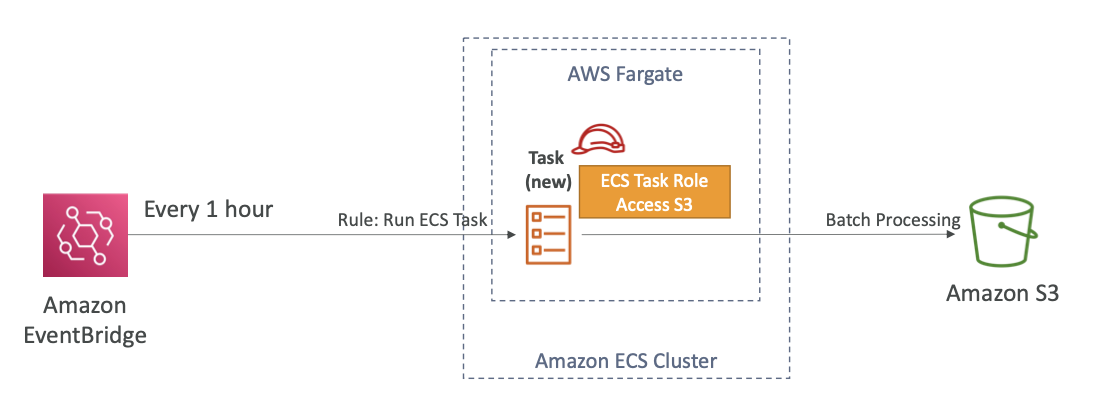 AWS Fargate
Task
(new)
ECS Task Role
Access S3
Every 1 hour
Rule: Run ECS Task
Batch Processing
Amazon
EventBridge
Amazon S3
Amazon ECS Cluster